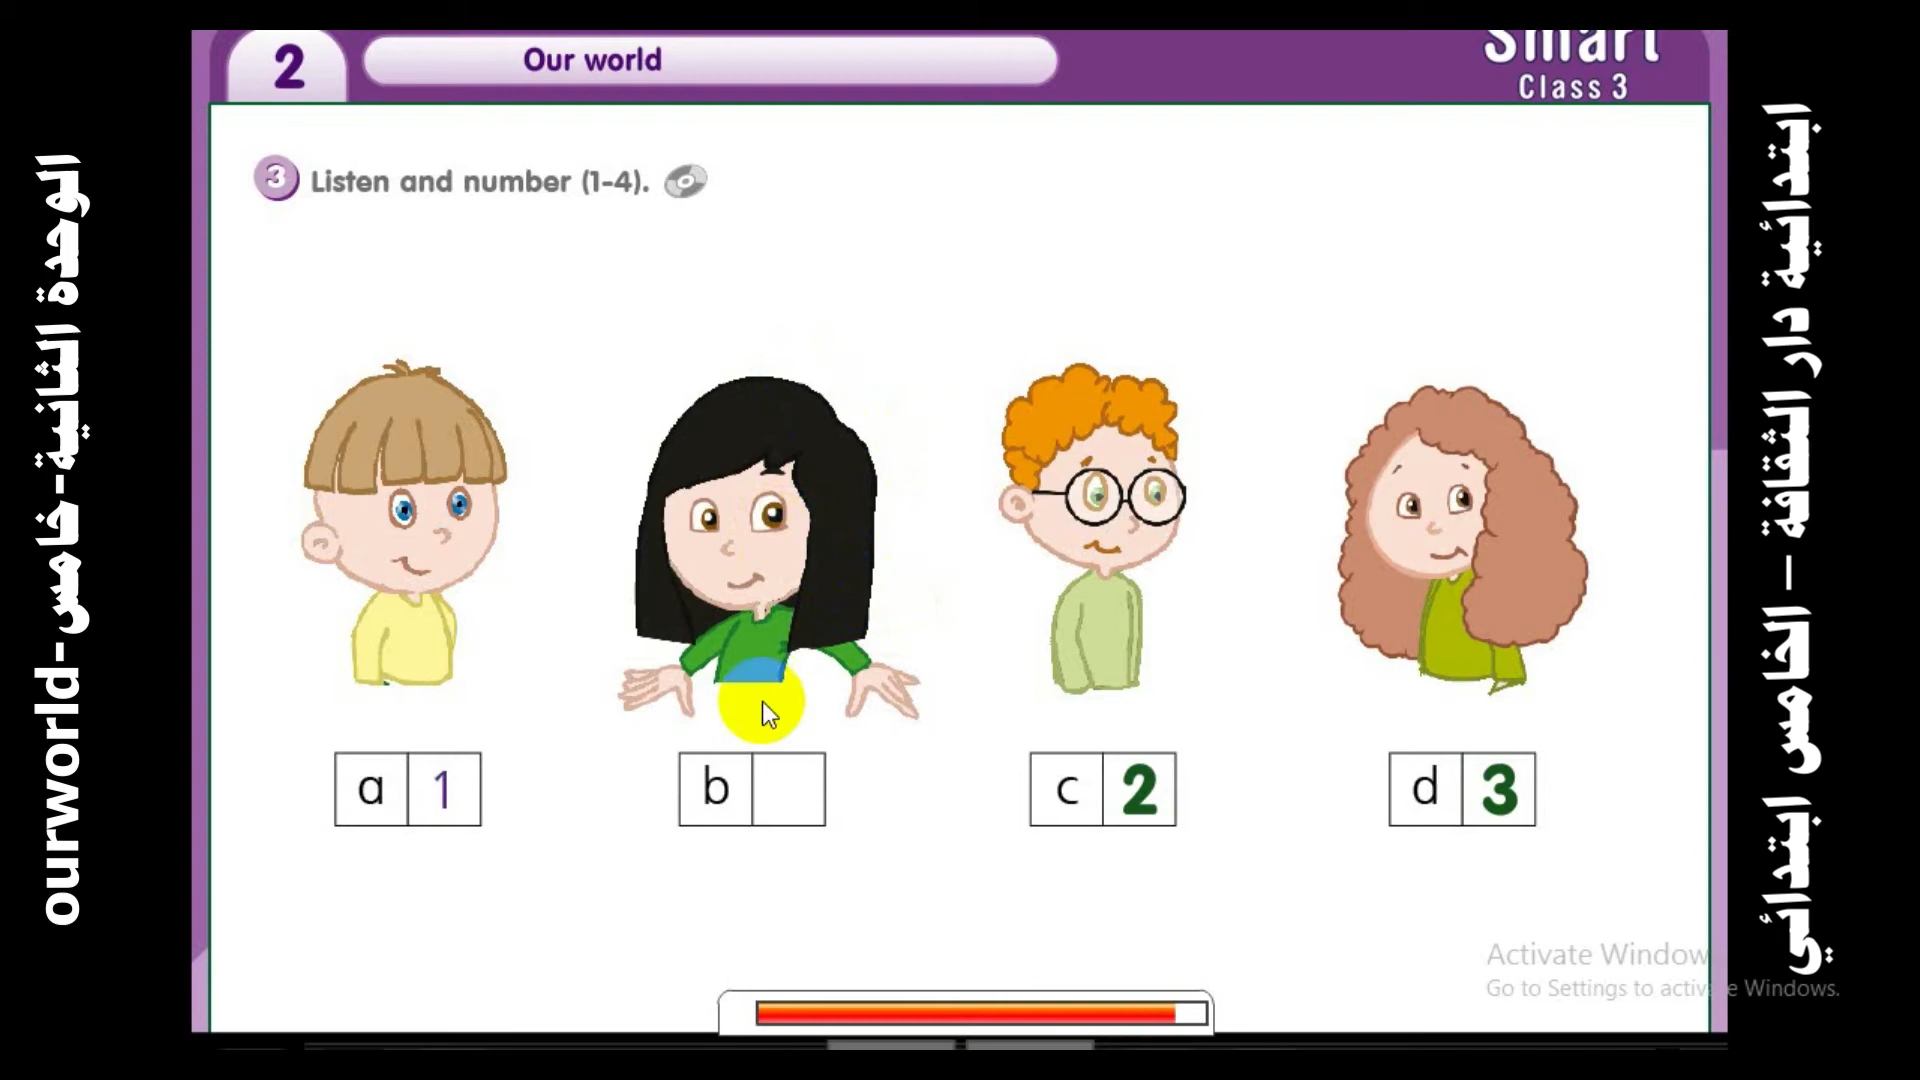 2
Our world
Smart
Class 3
3 Listen and number (1-4).
a 1
b
c 2
d 3
الوحدة الثانية-خامس-ourworld
ابتدائية دار الثقافة – الخامس ابتدائي
Activate Window
Go to Settings to activate Windows.